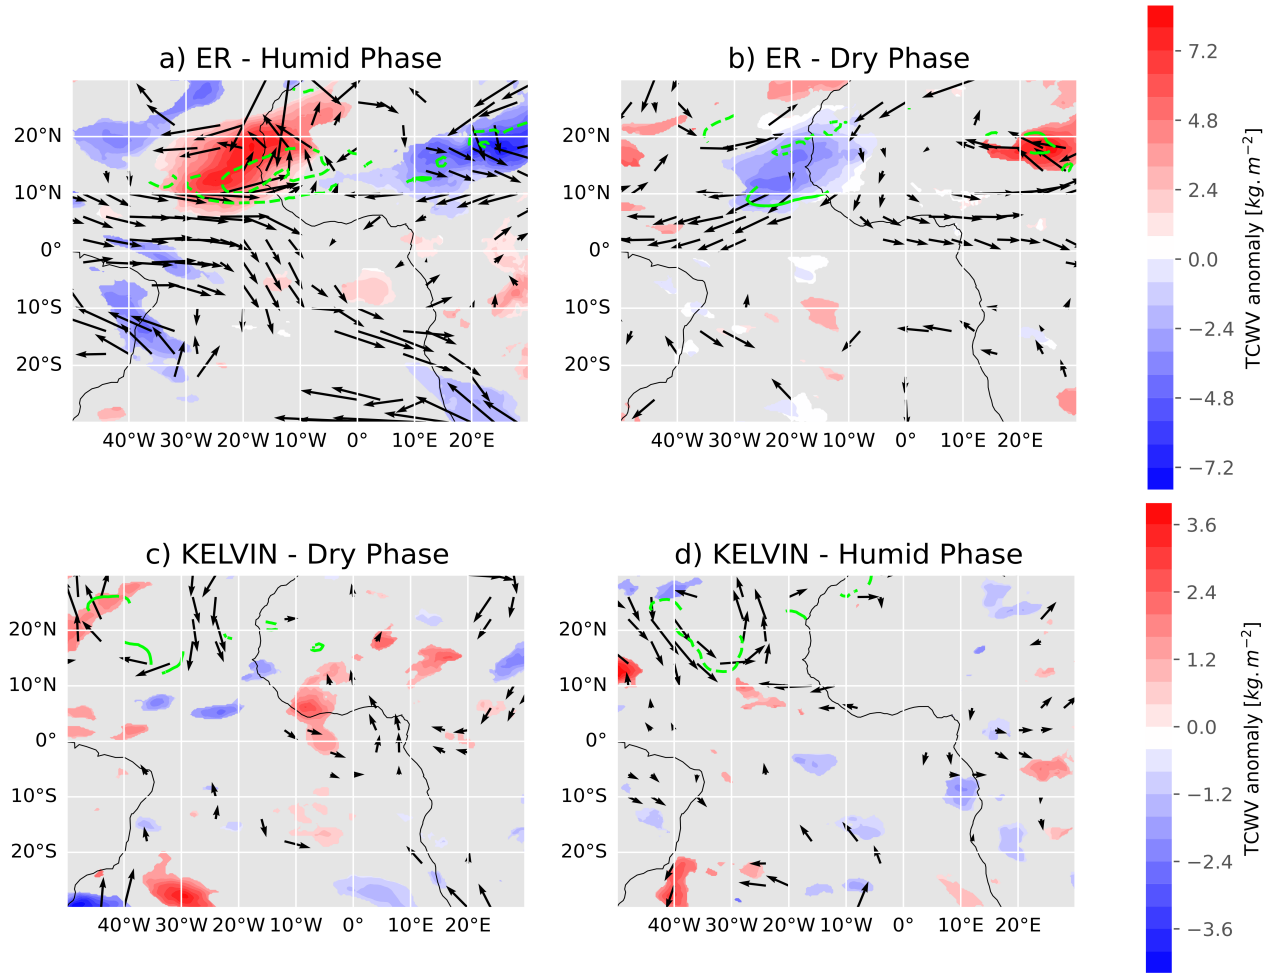 a) ER - Humid Phase
b) ER - Dry Phase
20°N
10°N
0°
10°S
20°S
40°W 30°W 20°W 10°W 0° 10°E 20°E
20°N
10°N
0°
10°S
20°S
40°W 30°W 20°W 10°W 0° 10°E 20°E
7.2
4.8
2.4
0.0
−2.4
−4.8
−7.2
TCWV anomaly [kg. m⁻²]
c) KELVIN - Dry Phase
d) KELVIN - Humid Phase
20°N
10°N
0°
10°S
20°S
40°W 30°W 20°W 10°W 0° 10°E 20°E
20°N
10°N
0°
10°S
20°S
40°W 30°W 20°W 10°W 0° 10°E 20°E
3.6
2.4
1.2
0.0
−1.2
−2.4
−3.6
TCWV anomaly [kg. m⁻²]